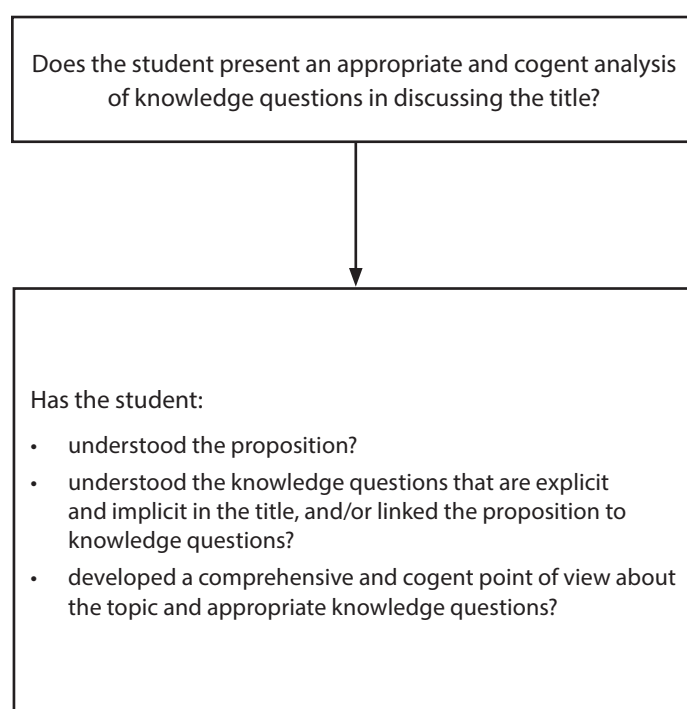 Does the student present an appropriate and cogent analysis
of knowledge questions in discussing the title?
Has the student:
• understood the proposition?
• understood the knowledge questions that are explicit
and implicit in the title, and/or linked the proposition to
knowledge questions?
• developed a comprehensive and cogent point of view about
the topic and appropriate knowledge questions?